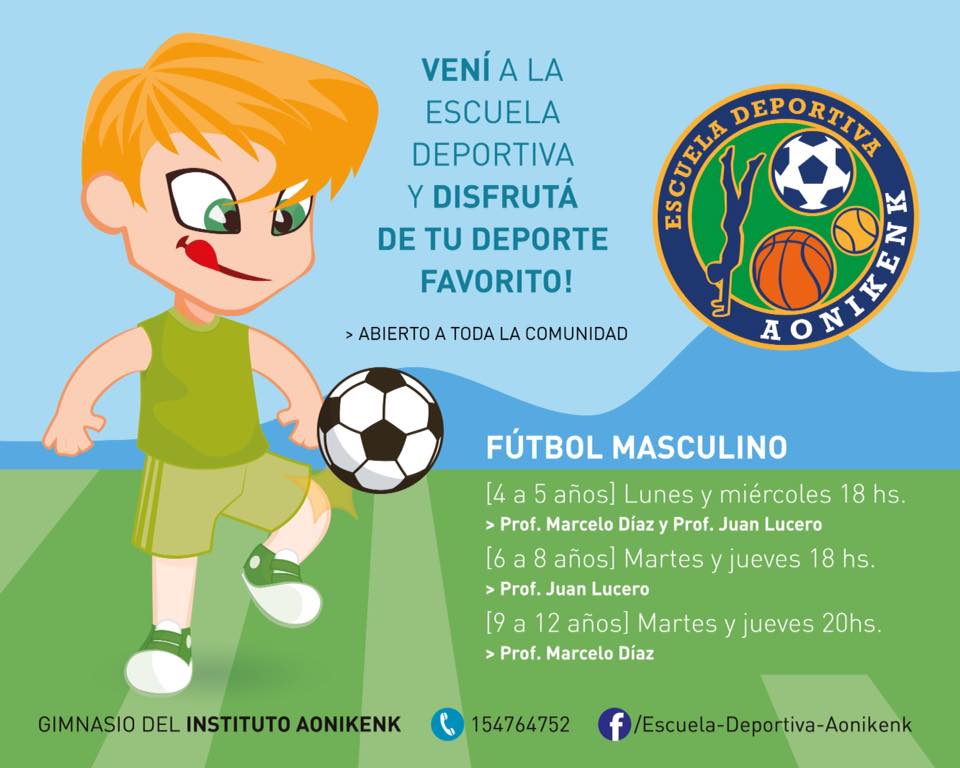 VENÍ A LA
ESCUELA
DEPORTIVA
Y DISFRUTÁ
DE TU DEPORTE
FAVORITO!
> ABIERTO A TODA LA COMUNIDAD
ESCUELA DEPORTIVA
AONIKENK
FÚTBOL MASCULINO
[4 a 5 años] Lunes y miércoles 18 hs.
> Prof. Marcelo Díaz y Prof. Juan Lucero
[6 a 8 años] Martes y jueves 18 hs.
> Prof. Juan Lucero
[9 a 12 años] Martes y jueves 20hs.
> Prof. Marcelo Díaz
GIMNASIO DEL INSTITUTO AONIKENK 154764752 f/Escuela-Deportiva-Aonikenk